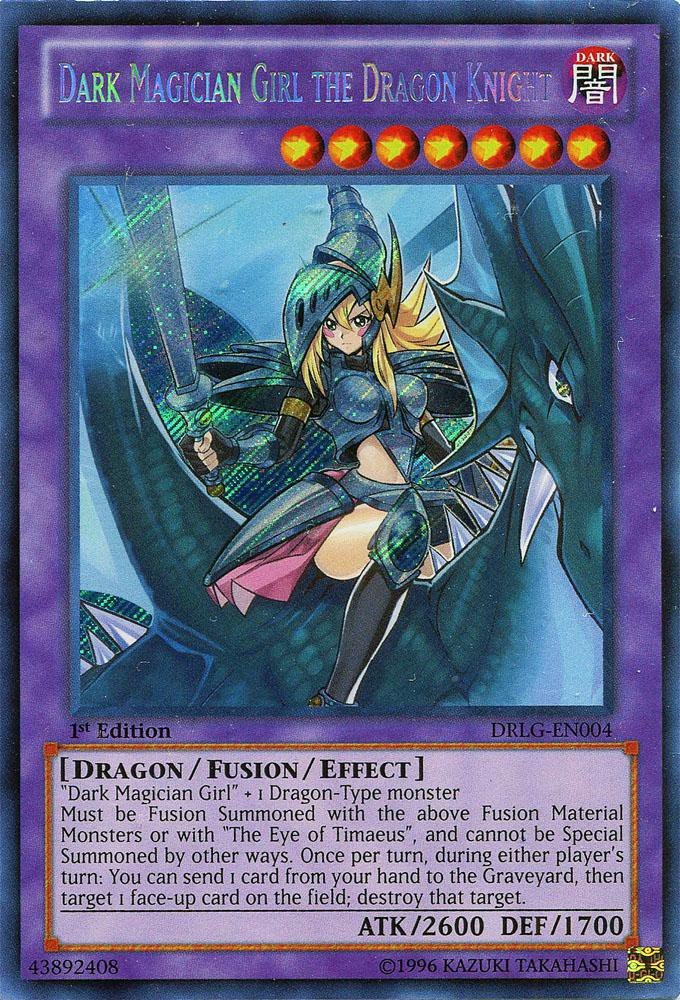 Dark Magician Girl the Dragon Knight
DARK
闇
1st Edition
DRLG-EN004
[Dragon/Fusion/Effect]
"Dark Magician Girl" + 1 Dragon-Type monster
Must be Fusion Summoned with the above Fusion Material
Monsters or with "The Eye of Timaeus", and cannot be Special
Summoned by other ways. Once per turn, during either player's
turn: You can send 1 card from your hand to the Graveyard, then
target 1 face-up card on the field; destroy that target.
ATK/2600 DEF/1700
43892408
©1996 KAZUKI TAKAHASHI